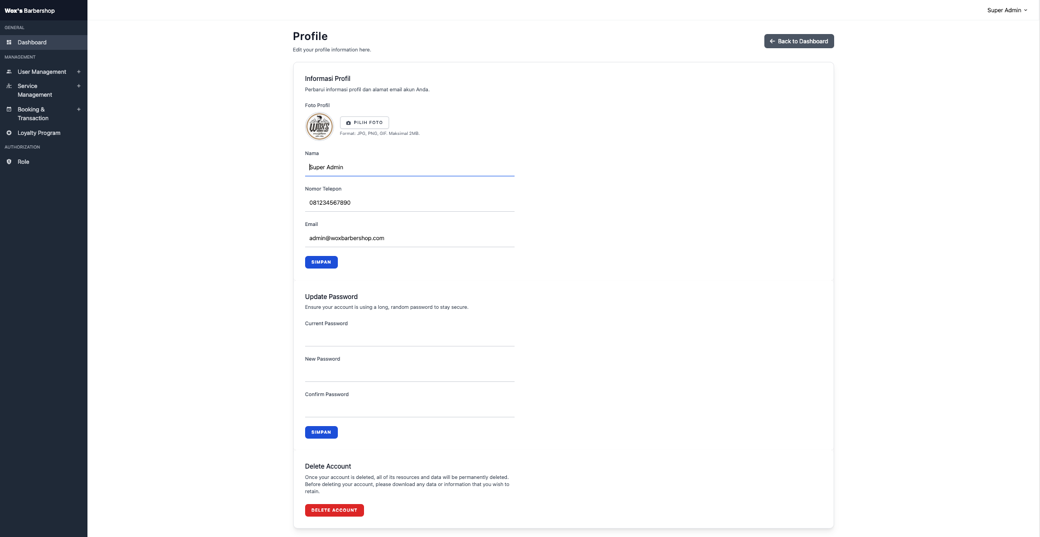 Wox's Barbershop
Super Admin
GENERAL
Dashboard
MANAGEMENT
User Management +
Service
Management +
Booking &
Transaction +
Loyalty Program
AUTHORIZATION
Role
Profile
Edit your profile information here.
← Back to Dashboard
Informasi Profil
Perbarui informasi profil dan alamat email akun Anda.
Foto Profil
WOX'S
PILIH FOTO
Format: JPG, PNG, GIF. Maksimal 2MB.
Name
Super Admin
Nomor Telepon
081234567890
Email
admin@woxbarbershop.com
SIMPAN
Update Password
Ensure your account is using a long, random password to stay secure.
Current Password
New Password
Confirm Password
SIMPAN
Delete Account
Once your account is deleted, all of its resources and data will be permanently deleted.
Before deleting your account, please download any data or information that you wish to
retain.
DELETE ACCOUNT